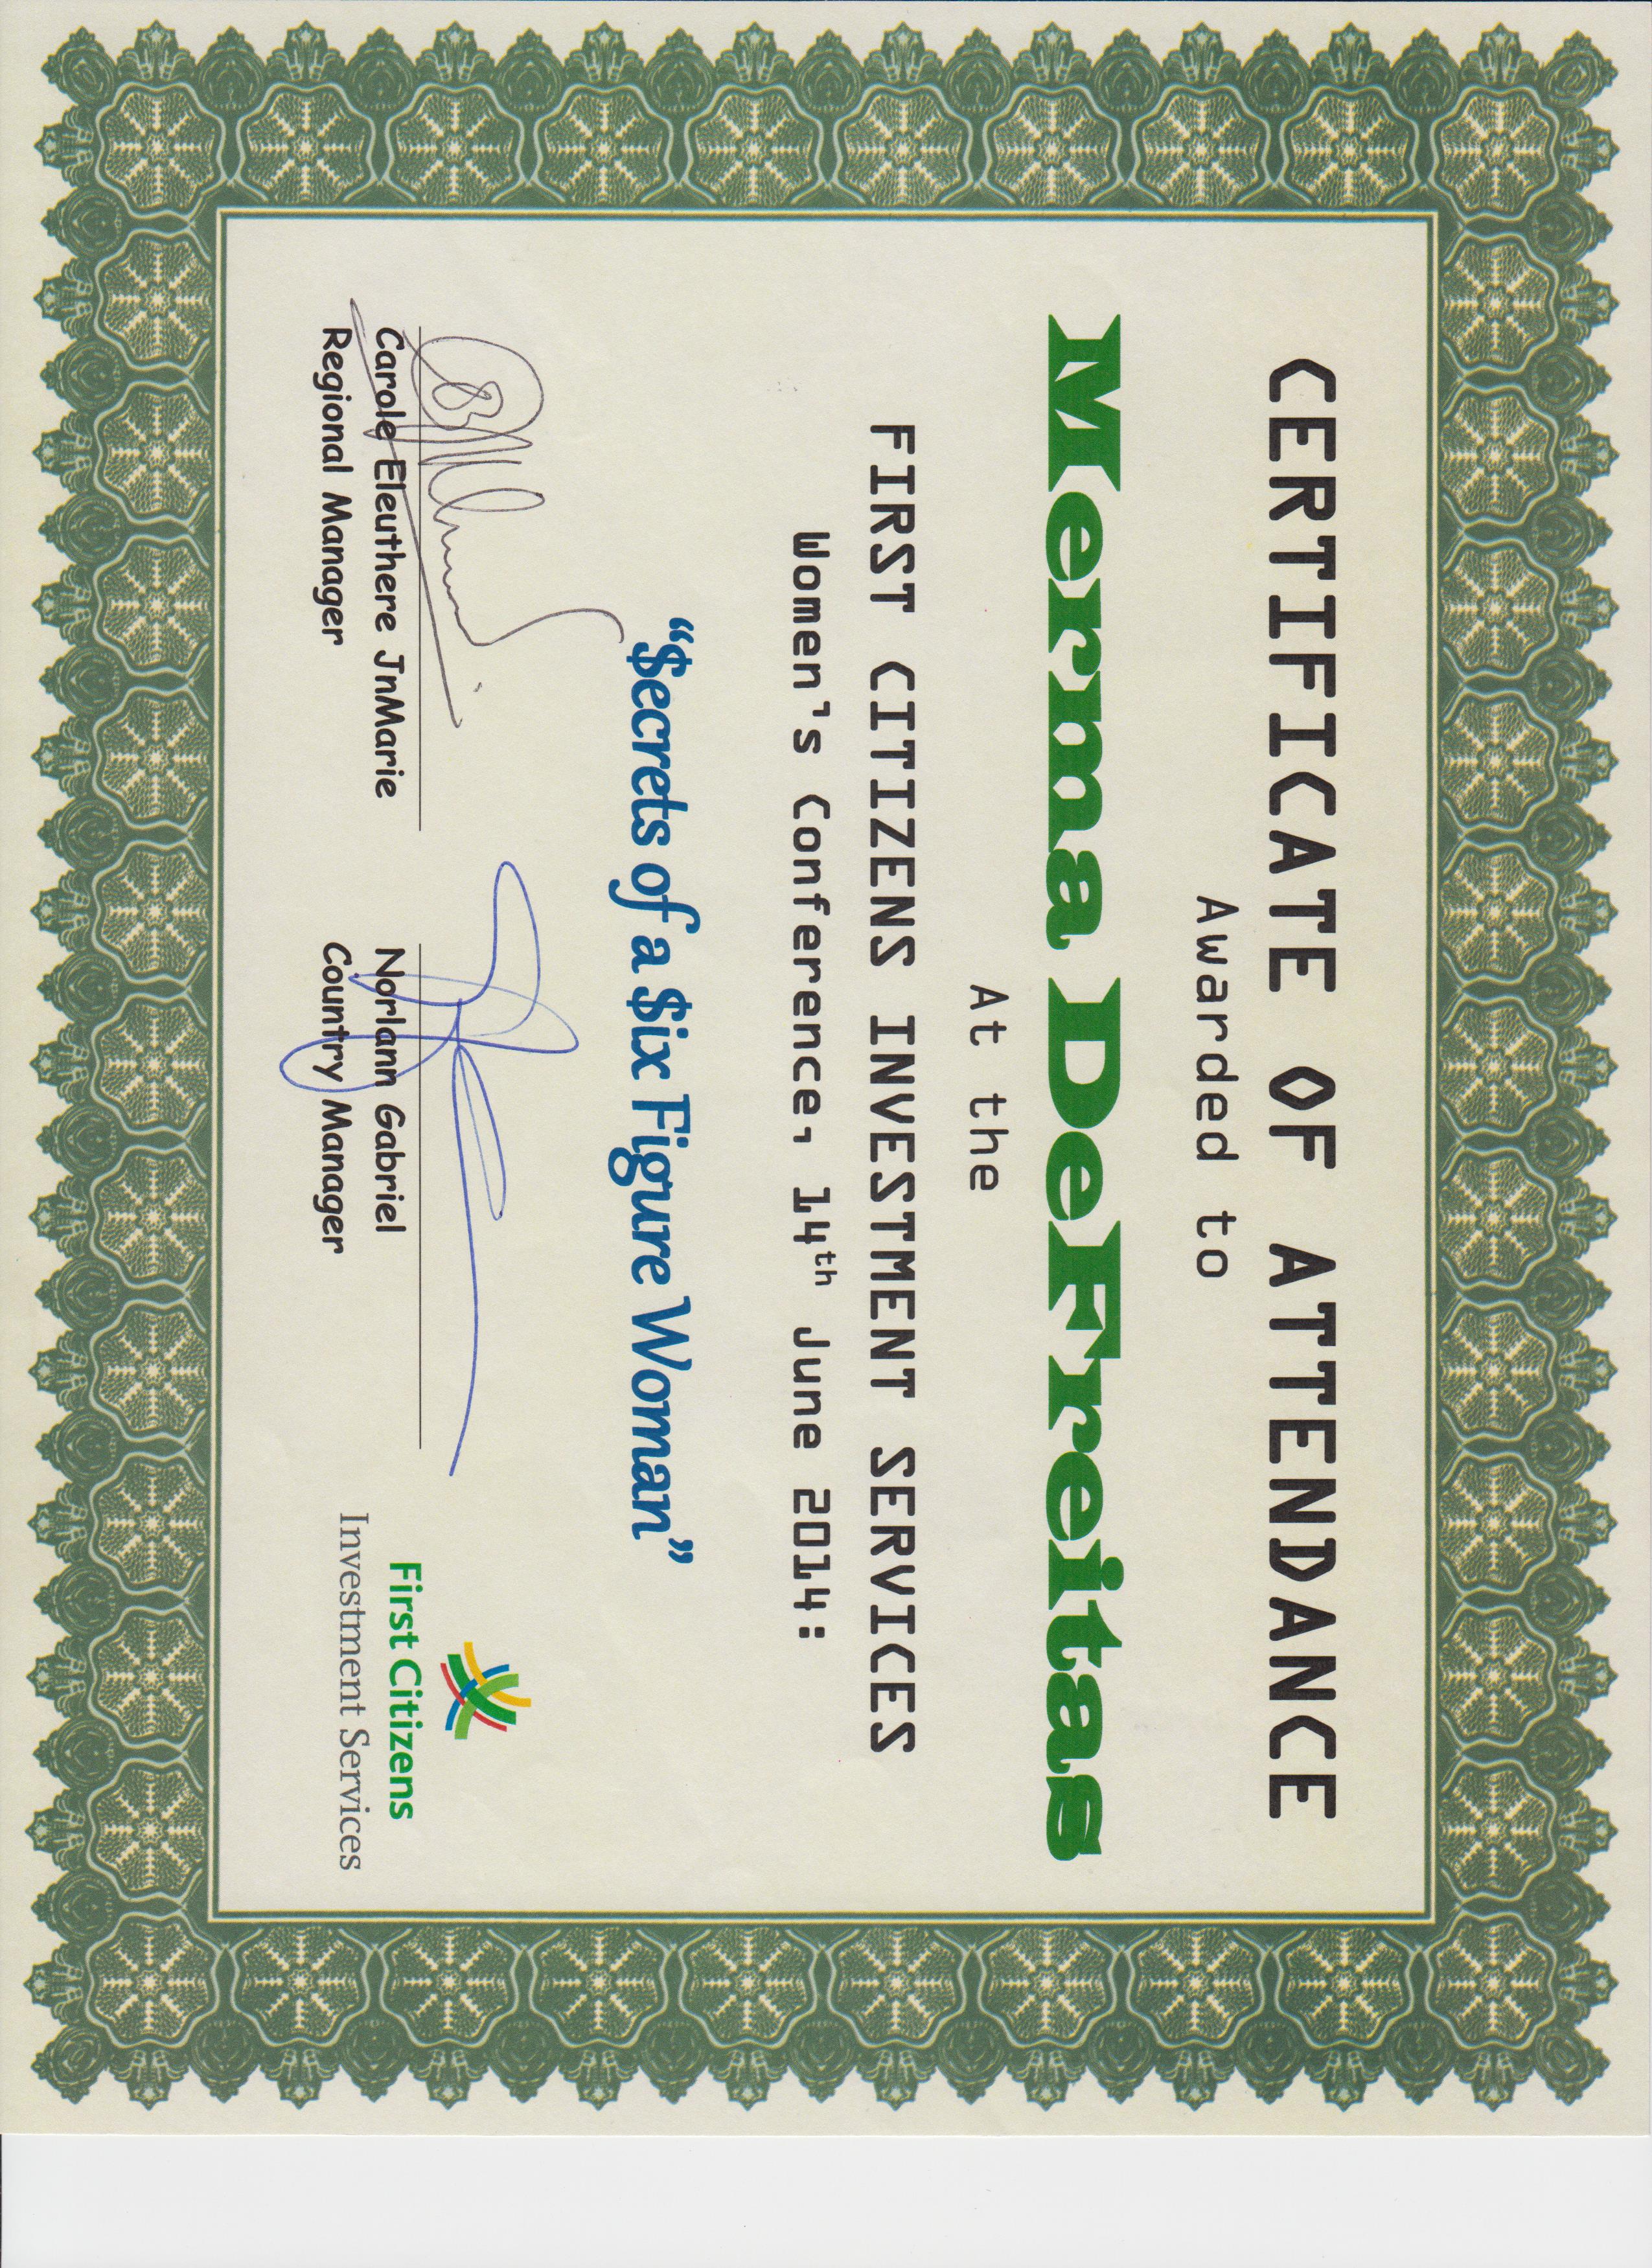 CERTIFICATE OF ATTENDANCE
Awarded to
Merma DeFreitas
At the
FIRST CITIZENS INVESTMENT SERVICES
Women's Conference, 14th June 2014:
“$ecrets of a $ix Figure Woman”
Carole Eleuthere JnMarie
Regional Manager
Norlann Gabriel
Country Manager
First Citizens
Investment Services